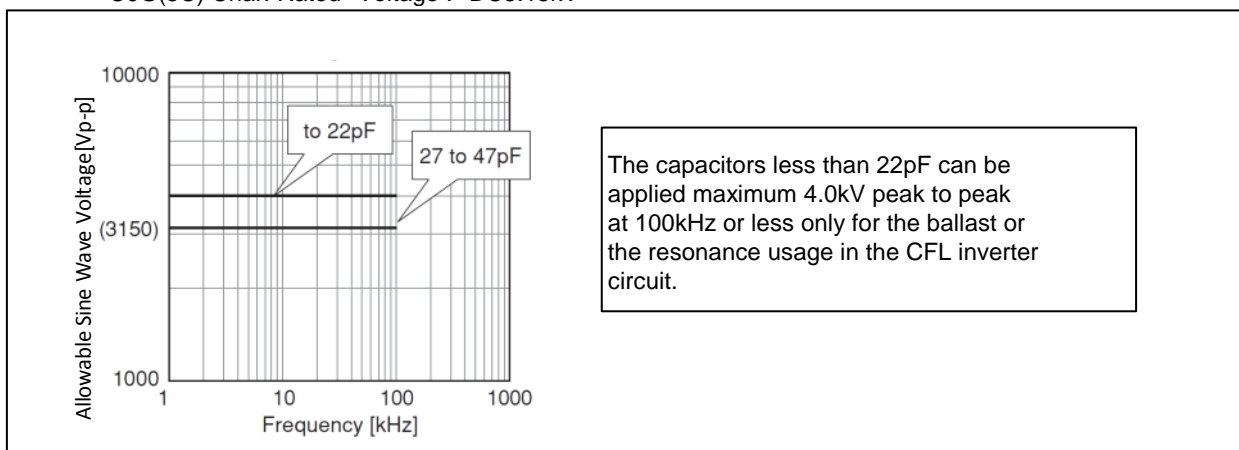 10000
to 22pF
27 to 47pF
(3150)
1000
1
10
100
1000
Frequency [kHz]
Allowable Sine Wave Voltage[Vp-p]
The capacitors less than 22pF can be
applied maximum 4.0kV peak to peak
at 100kHz or less only for the ballast or
the resonance usage in the CFL inverter
circuit.